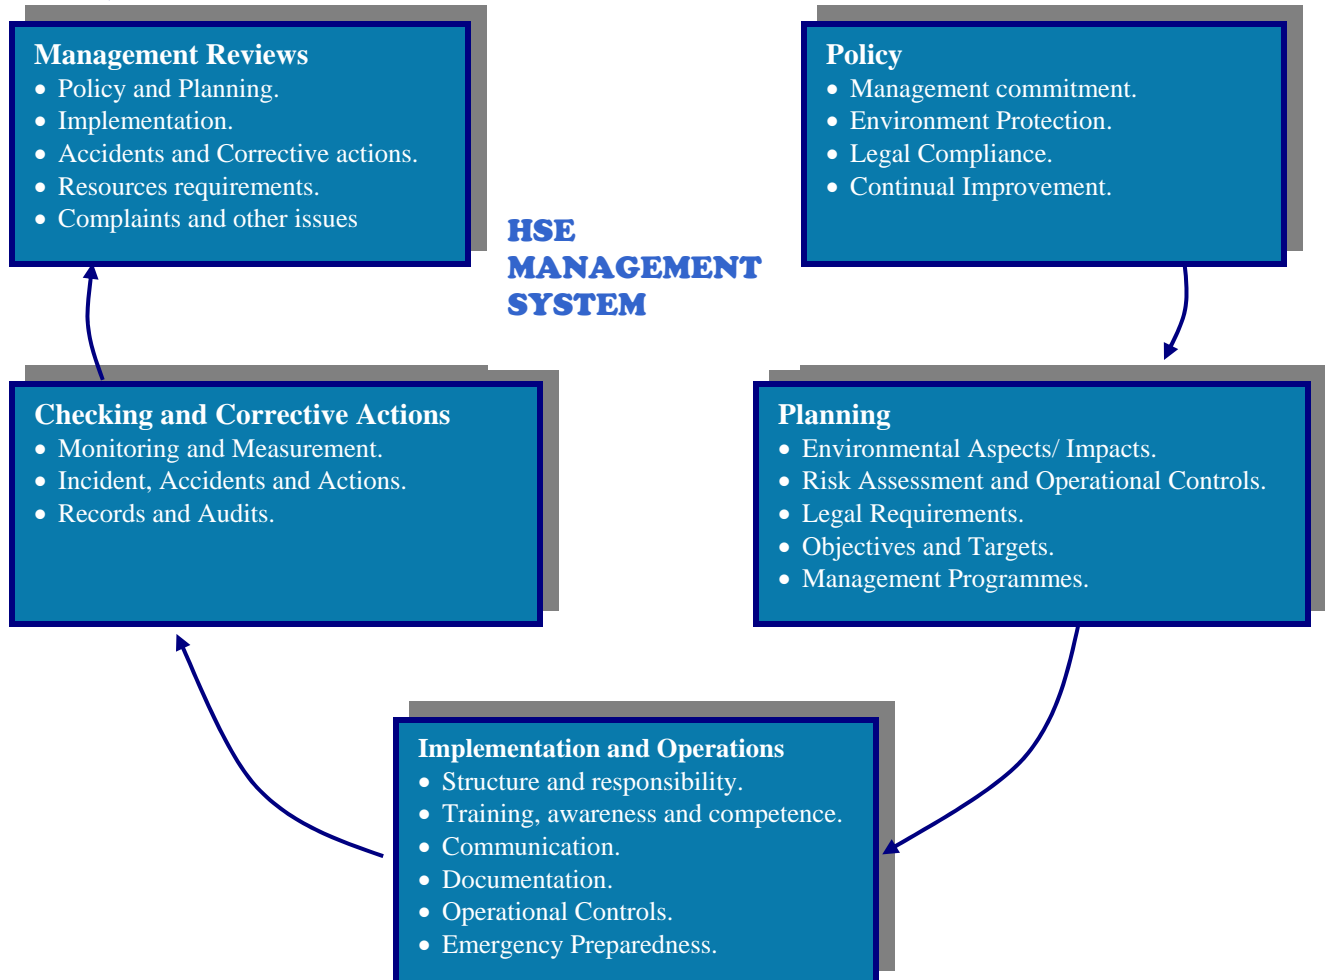 Management Reviews
• Policy and Planning.
• Implementation.
• Accidents and Corrective actions.
• Resources requirements.
• Complaints and other issues
Policy
• Management commitment.
• Environment Protection.
• Legal Compliance.
• Continual Improvement.
HSE
MANAGEMENT
SYSTEM
Checking and Corrective Actions
• Monitoring and Measurement.
• Incident, Accidents and Actions.
• Records and Audits.
Planning
• Environmental Aspects/ Impacts.
• Risk Assessment and Operational Controls.
• Legal Requirements.
• Objectives and Targets.
• Management Programmes.
Implementation and Operations
• Structure and responsibility.
• Training, awareness and competence.
• Communication.
• Documentation.
• Operational Controls.
• Emergency Preparedness.